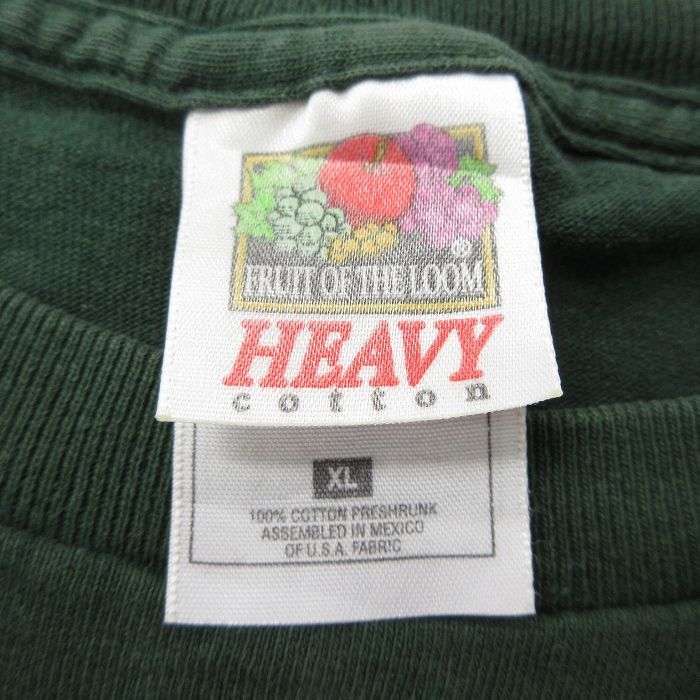 FRUIT OF THE LOOM ®
HEAVY
cotton
XL
100% COTTON PRESHRUNK
ASSEMBLED IN MEXICO
OF U.S.A. FABRIC